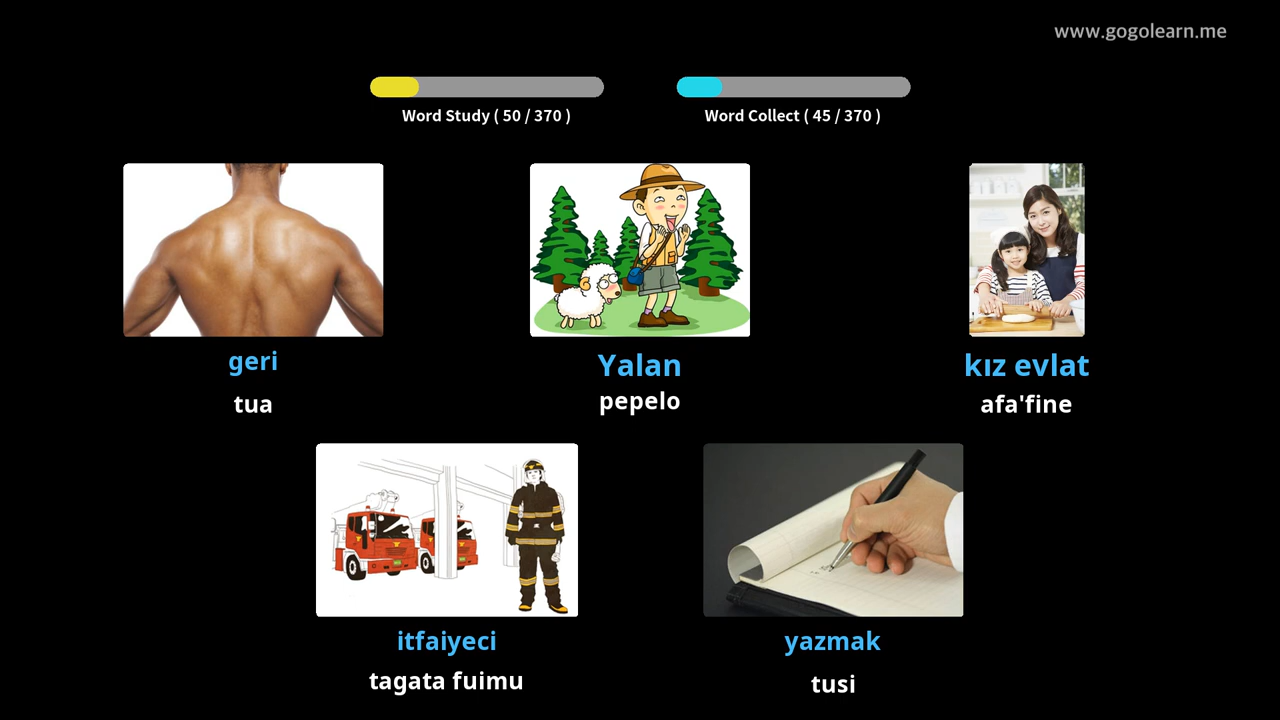 www.gogolearn.me
Word Study ( 50 / 370 )
Word Collect ( 45 / 370 )
geri
tua
Yalan
pepelo
kız evlat
afa'fine
itfaiyeci
tagata fuimu
yazmak
tusi